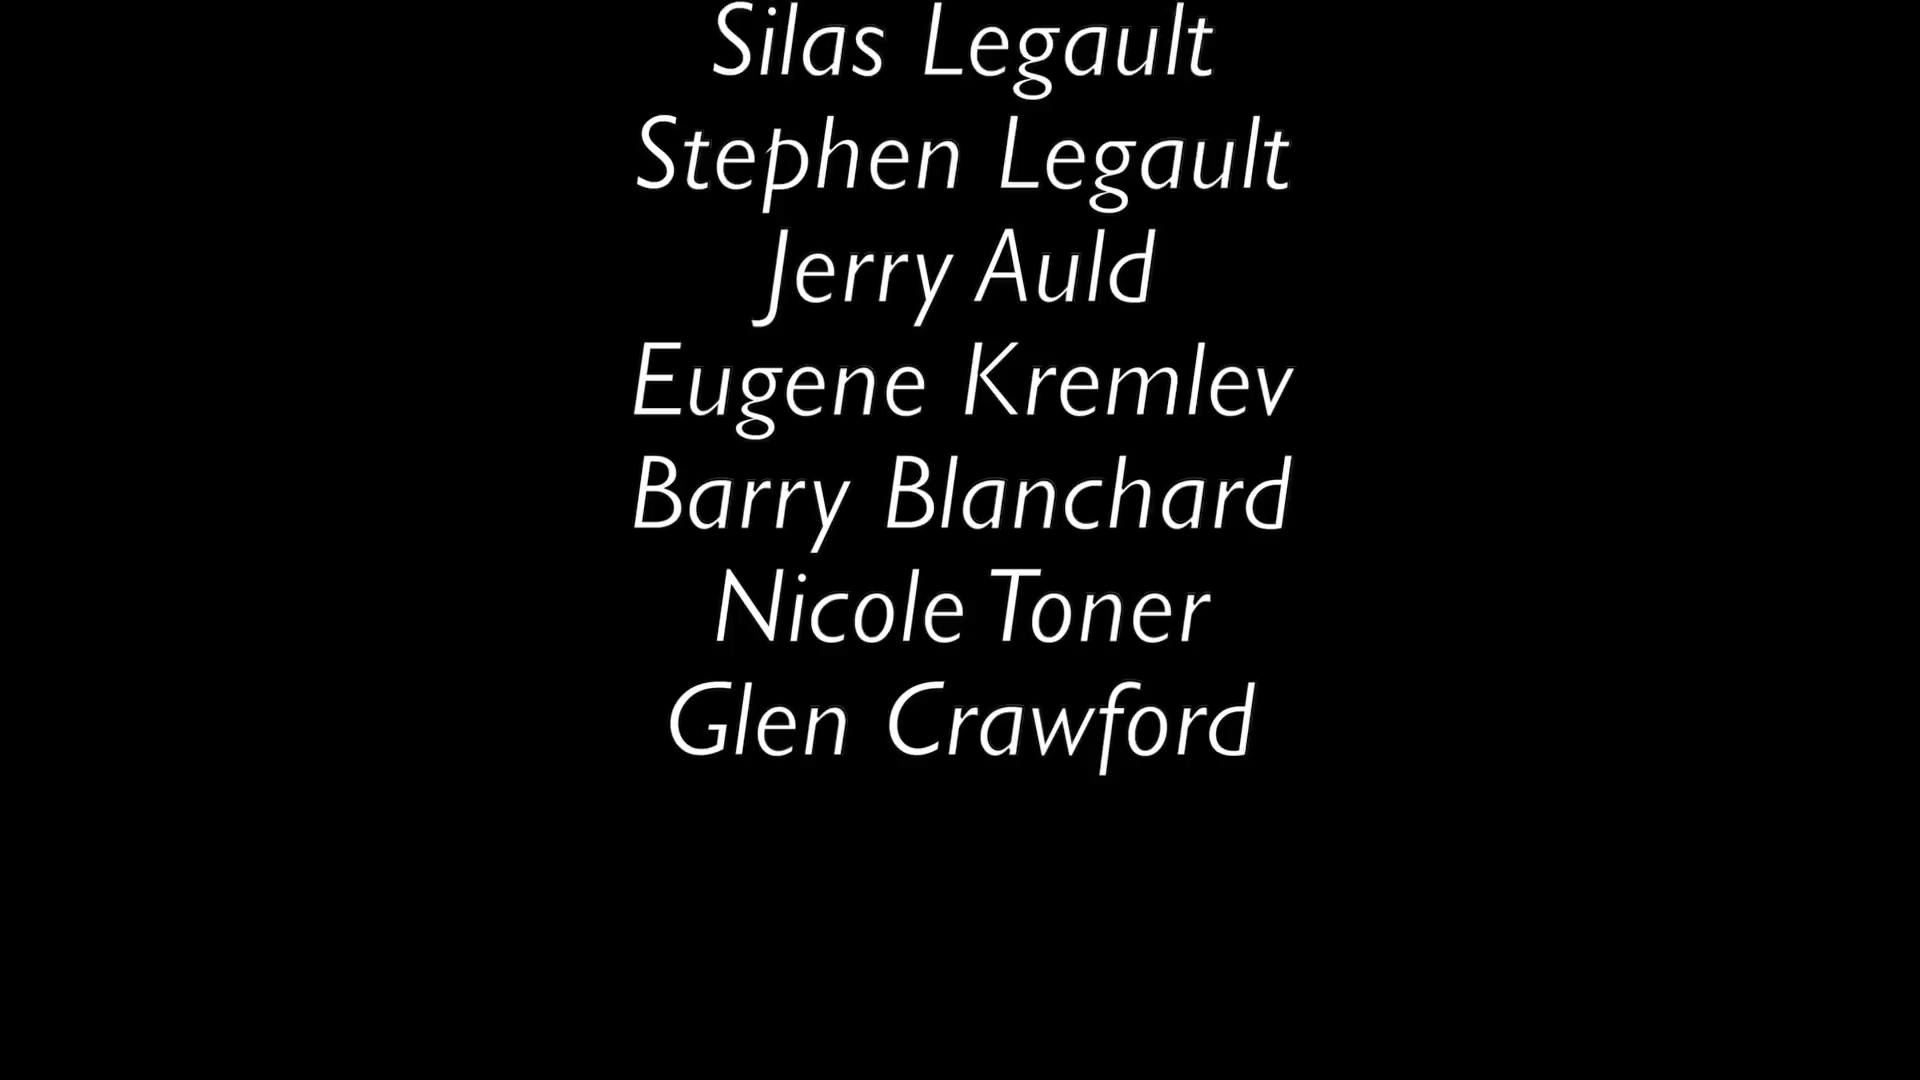 Silas Legault
Stephen Legault
Jerry Auld
Eugene Kremlev
Barry Blanchard
Nicole Toner
Glen Crawford